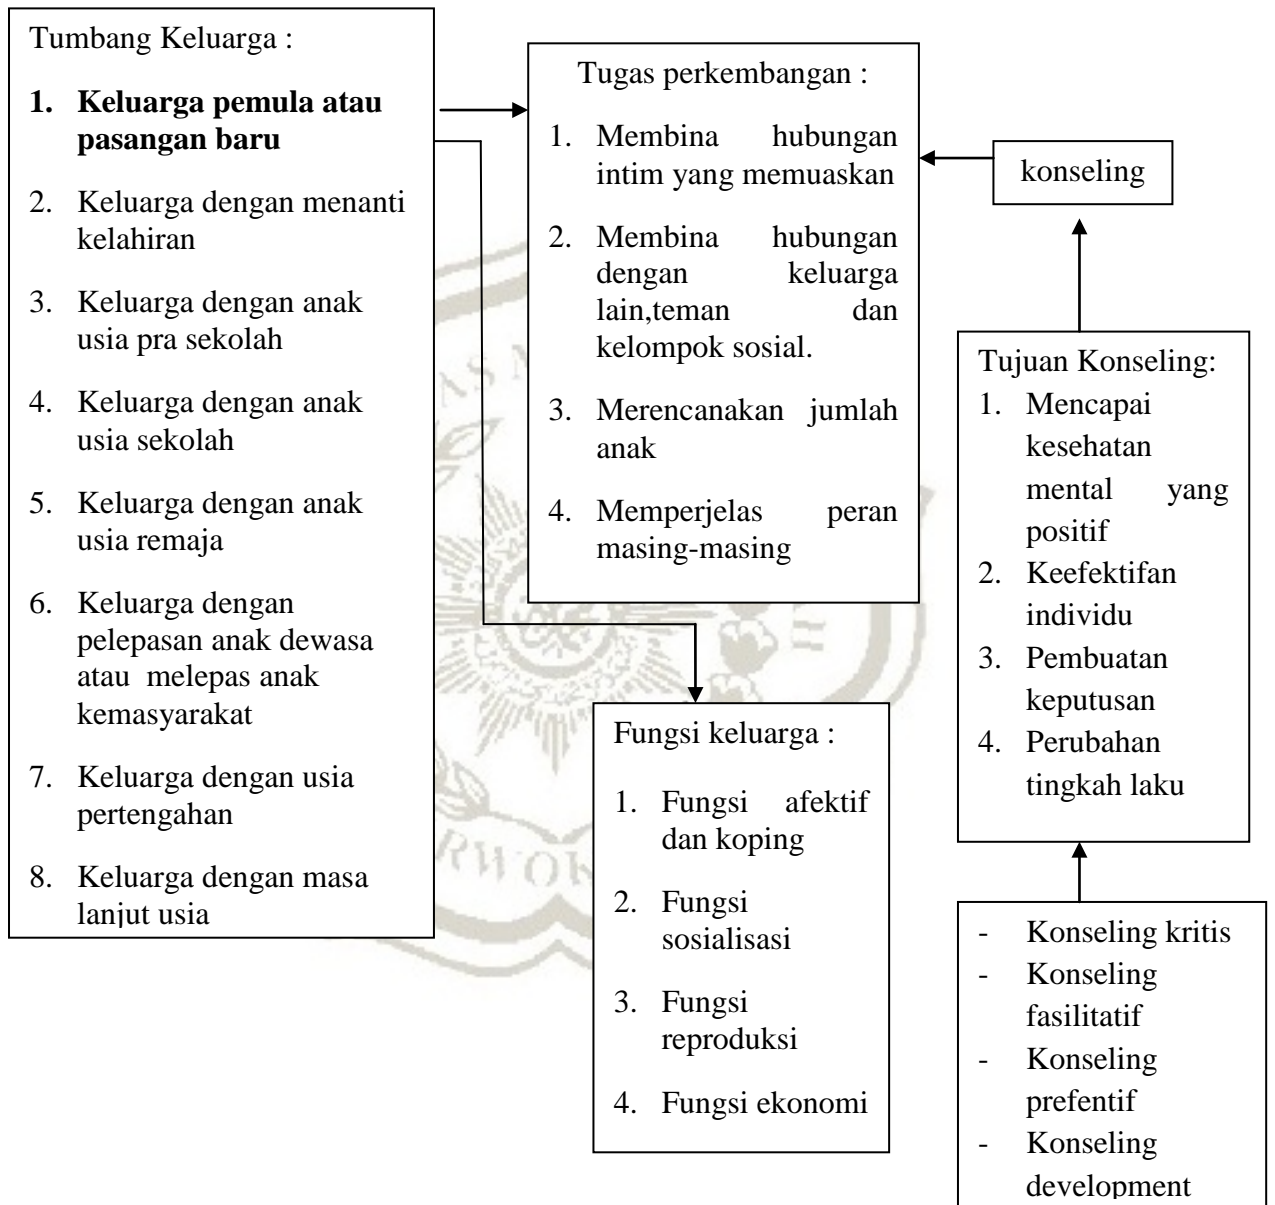 Tumbang Keluarga :
1. Keluarga pemula atau
pasangan baru
2. Keluarga dengan menanti
kelahiran
3. Keluarga dengan anak
usia pra sekolah
4. Keluarga dengan anak
usia sekolah
5. Keluarga dengan anak
usia remaja
6. Keluarga dengan
pelepasan anak dewasa
atau melepas anak
kemasyarakat
7. Keluarga dengan usia
pertengahan
8. Keluarga dengan masa
lanjut usia
Tugas perkembangan :
1. Membina hubungan
intim yang memuaskan
2. Membina hubungan
dengan keluarga
lain,teman dan
kelompok sosial.
3. Merencanakan jumlah
anak
4. Memperjelas peran
masing-masing
konseling
Tujuan Konseling:
1. Mencapai
kesehatan
mental yang
positif
2. Keefektifan
individu
3. Pembuatan
keputusan
4. Perubahan
tingkah laku
Fungsi keluarga :
1. Fungsi afektif
dan koping
2. Fungsi
sosialisasi
3. Fungsi
reproduksi
4. Fungsi ekonomi
- Konseling kritis
- Konseling
fasilitatif
- Konseling
prefentif
- Konseling
development